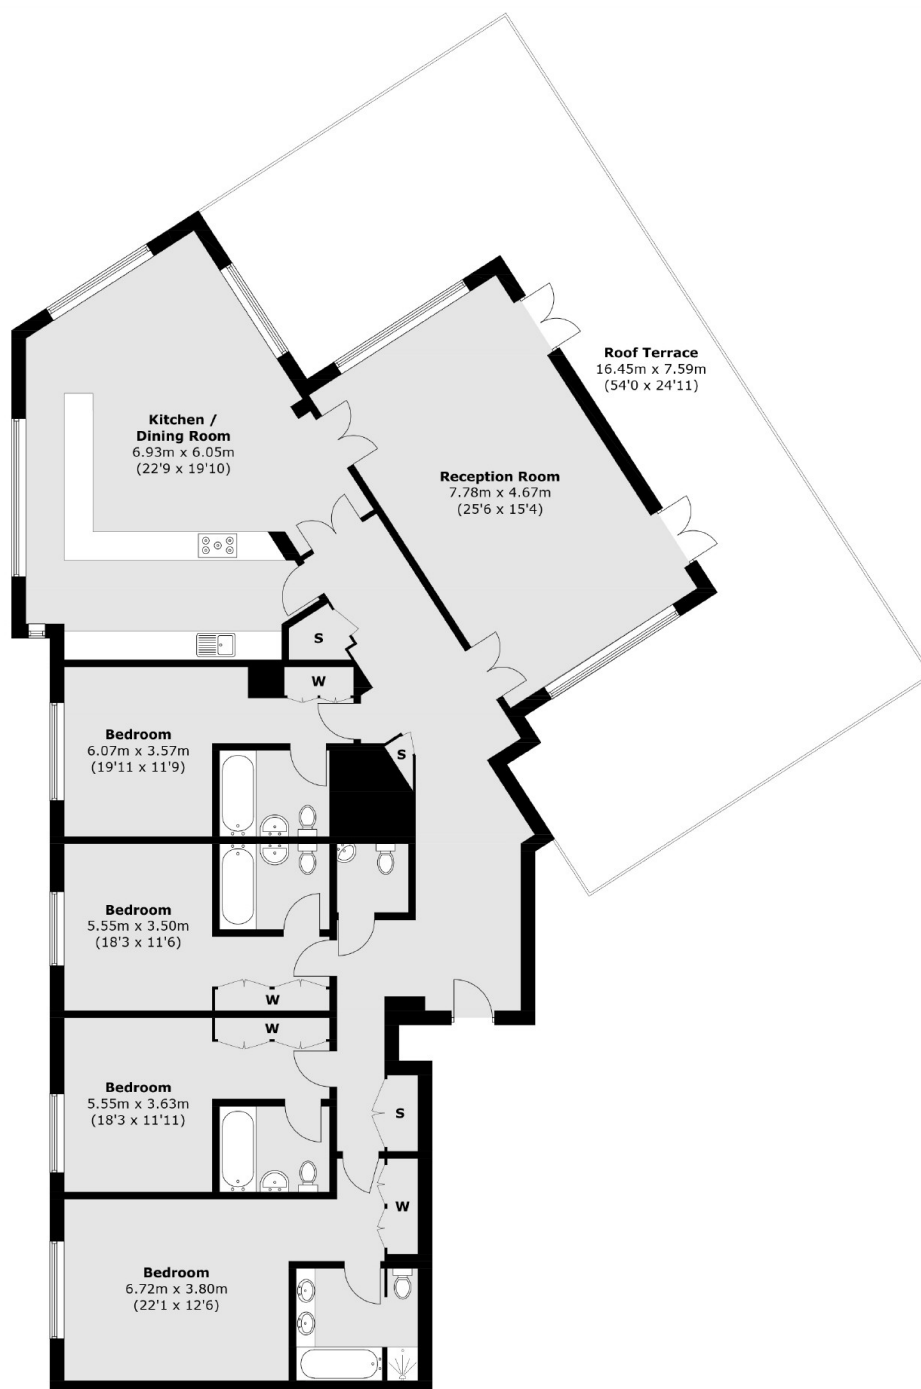 Roof Terrace
16.45m x 7.59m
(54'0 x 24'11)
Kitchen /
Dining Room
6.93m x 6.05m
(22'9 x 19'10)
Reception Room
7.78m x 4.67m
(25'6 x 15'4)
S
W
Bedroom
6.07m x 3.57m
(19'11 x 11'9)
S
Bedroom
5.55m x 3.50m
(18'3 x 11'6)
W
W
Bedroom
5.55m x 3.63m
(18'3 x 11'11)
S
W
Bedroom
6.72m x 3.80m
(22'1 x 12'6)